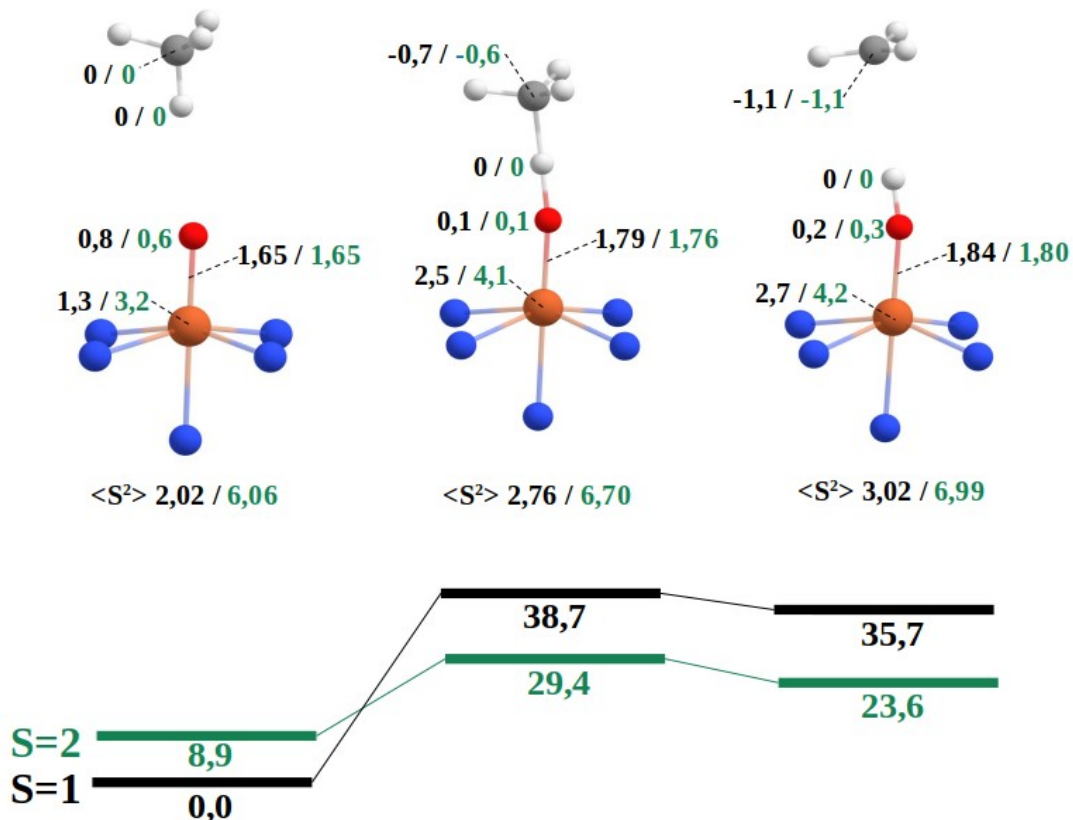 -0,7 / -0,6
0 / 0
-1,1 / -1,1
0 / 0
0 / 0
0 / 0
0,8 / 0,6
1,65 / 1,65
0,1 / 0,1
1,79 / 1,76
0,2 / 0,3
1,84 / 1,80
1,3 / 3,2
2,5 / 4,1
2,7 / 4,2
<S²> 2,02 / 6,06
<S²> 2,76 / 6,70
<S²> 3,02 / 6,99
38,7
35,7
29,4
23,6
S=2
8,9
S=1
0,0